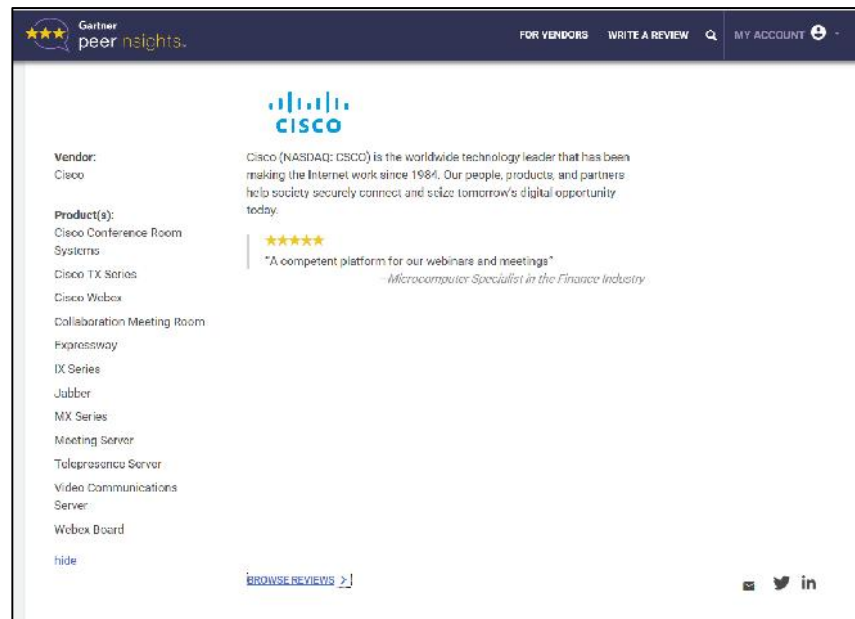 Gartner
peer insights™
FOR VENDORS WRITE A REVIEW MY ACCOUNT
CISCO
Vendor:
Cisco
Product(s):
Cisco Conference Room
Systems
Cisco TX Series
Cisco Webex
Collaboration Meeting Room
Expressway
IX Series
Jabber
MX Series
Meeting Server
Telepresence Server
Video Communications
Server
Webex Board
hide
Cisco (NASDAQ: CSCO) is the worldwide technology leader that has been
making the Internet work since 1984. Our people, products, and partners
help society securely connect and seize tomorrow's digital opportunity
today.
"A competent platform for our webinars and meetings"
—Microcomputer Specialist in the Finance Industry
BROWSE REVIEWS >
in